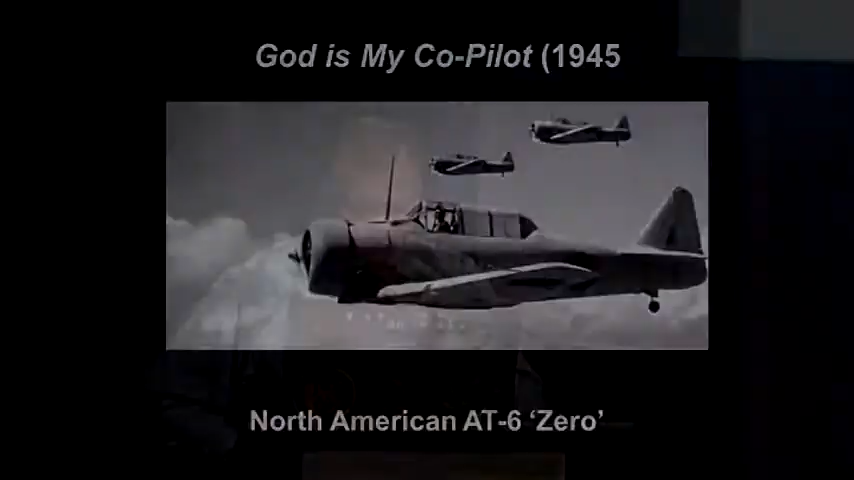 God is My Co-Pilot (1945
North American AT-6 ‘Zero’